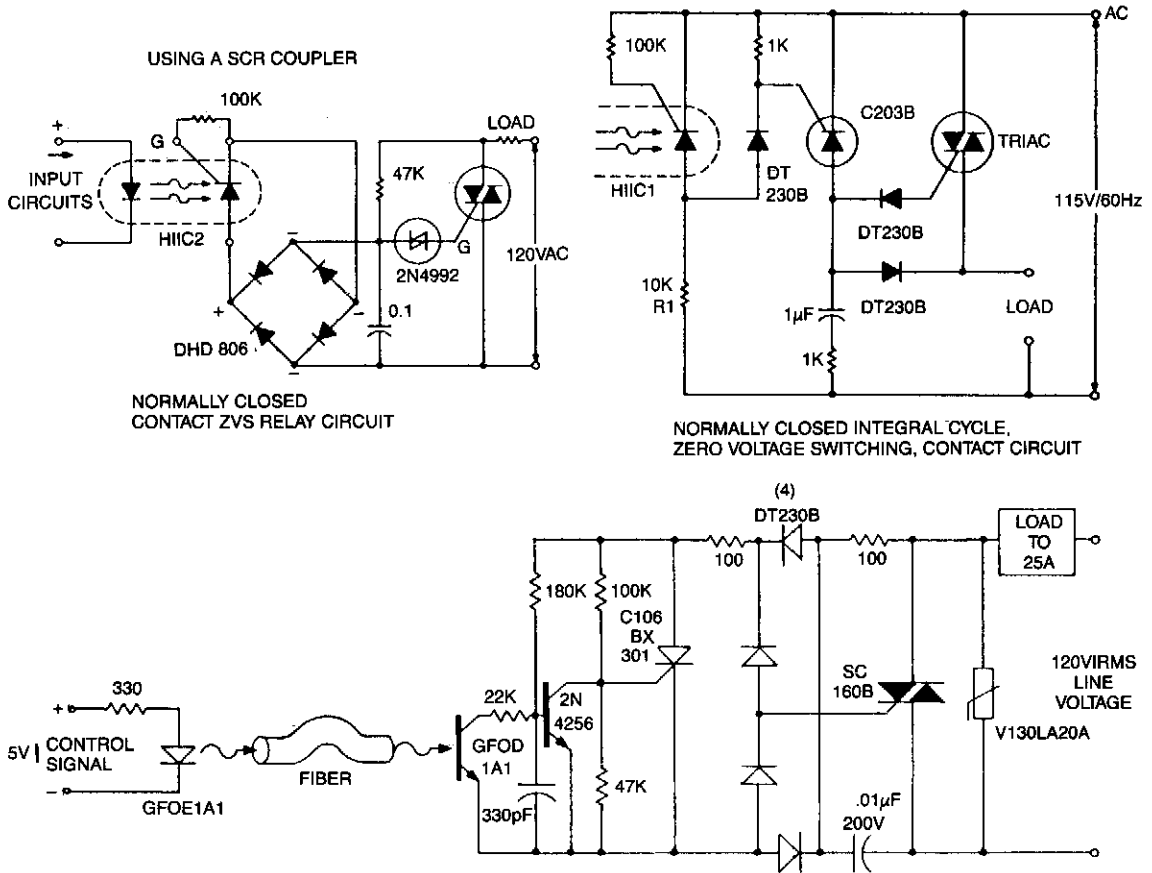 USING A SCR COUPLER
100K
+
G
INPUT
CIRCUITS
HIIC2
47K
LOAD
G
2N4992
120VAC
+
−
−
−
0.1
DHD 806
NORMALLY CLOSED
CONTACT ZVS RELAY CIRCUIT
AC
100K
1K
C203B
TRIAC
HIIC1
DT
230B
DT230B
115V/60Hz
10K
R1
DT230B
1µF
LOAD
1K
NORMALLY CLOSED INTEGRAL CYCLE,
ZERO VOLTAGE SWITCHING, CONTACT CIRCUIT
(4)
DT230B
100
100
LOAD
TO
25A
180K
100K
C106
BX
301
SC
160B
120VIRMS
LINE
VOLTAGE
V130LA20A
330
+
5V
CONTROL
SIGNAL
−
GFOE1A1
FIBER
22K
2N
4256
GFOD
1A1
330pF
47K
.01µF
200V